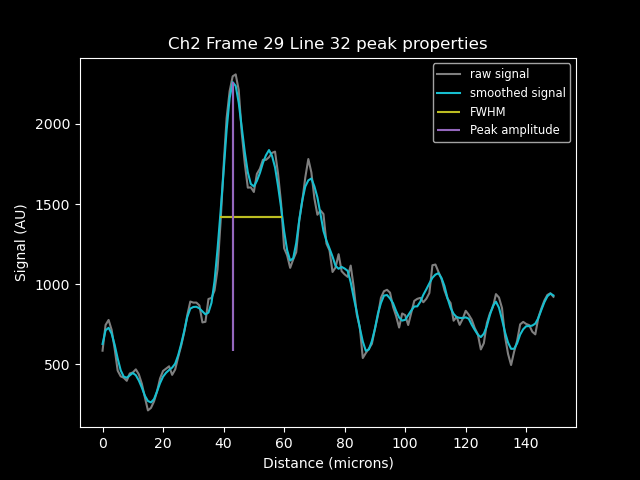 Ch2 Frame 29 Line 32 peak properties
raw signal
smoothed signal
FWHM
Peak amplitude
2000
1500
1000
500
Signal (AU)
0 20 40 60 80 100 120 140
Distance (microns)